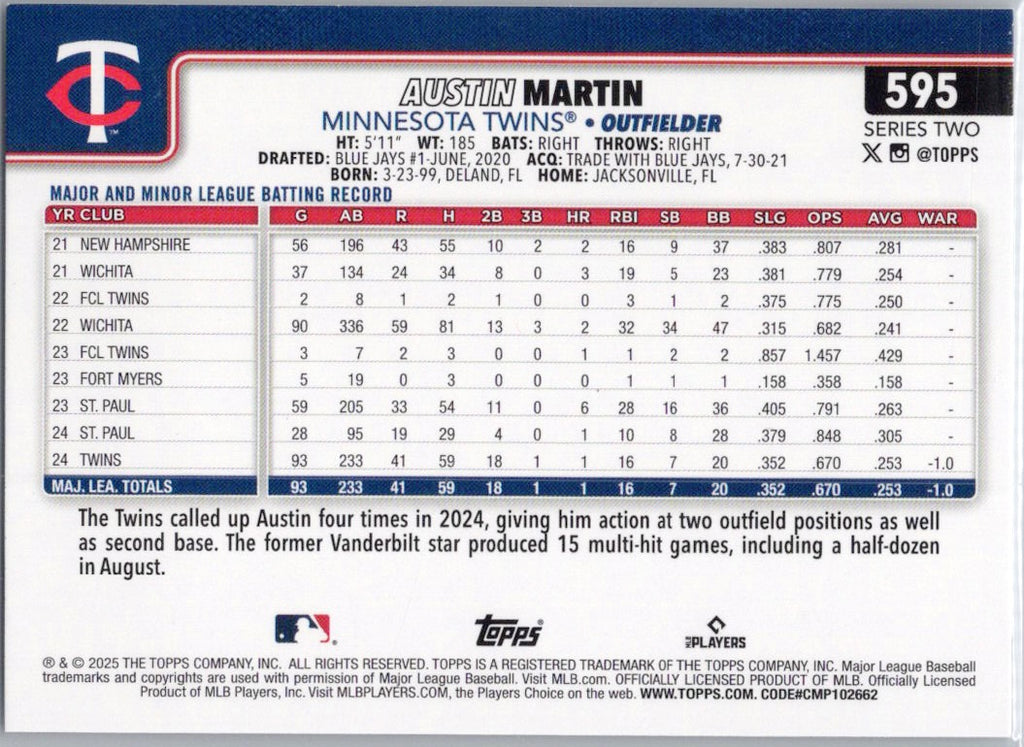 TC
™
AUSTIN MARTIN
MINNESOTA TWINS® • OUTFIELDER
HT: 5'11" WT: 185 BATS: RIGHT THROWS: RIGHT
DRAFTED: BLUE JAYS #1-JUNE, 2020 ACQ: TRADE WITH BLUE JAYS, 7-30-21
BORN: 3-23-99, DELAND, FL HOME: JACKSONVILLE, FL
595
SERIES TWO
X @TOPPS
MAJOR AND MINOR LEAGUE BATTING RECORD
YR CLUB G AB R H 2B 3B HR RBI SB BB SLG OPS AVG WAR
21 NEW HAMPSHIRE 56 196 43 55 10 2 2 16 9 37 .383 .807 .281 -
21 WICHITA 37 134 24 34 8 0 3 19 5 23 .381 .779 .254 -
22 FCL TWINS 2 8 1 2 1 0 0 3 1 2 .375 .775 .250 -
22 WICHITA 90 336 59 81 13 3 2 32 34 47 .315 .682 .241 -
23 FCL TWINS 3 7 2 3 0 0 1 1 2 2 .857 1.457 .429 -
23 FORT MYERS 5 19 0 3 0 0 0 1 1 1 .158 .358 .158 -
23 ST. PAUL 59 205 33 54 11 0 6 28 16 36 .405 .791 .263 -
24 ST. PAUL 28 95 19 29 4 0 1 10 8 28 .379 .848 .305 -
24 TWINS 93 233 41 59 18 1 1 16 7 20 .352 .670 .253 -1.0
MAJ. LEA. TOTALS 93 233 41 59 18 1 1 16 7 20 .352 .670 .253 -1.0
The Twins called up Austin four times in 2024, giving him action at two outfield positions as well
as second base. The former Vanderbilt star produced 15 multi-hit games, including a half-dozen
in August.
Topps®
MLB PLAYERS
® & © 2025 THE TOPPS COMPANY, INC. ALL RIGHTS RESERVED. TOPPS IS A REGISTERED TRADEMARK OF THE TOPPS COMPANY, INC. Major League Baseball
trademarks and copyrights are used with permission of Major League Baseball. Visit MLB.com. OFFICIALLY LICENSED PRODUCT OF MLB. Officially Licensed
Product of MLB Players, Inc. Visit MLBPLAYERS.COM, the Players Choice on the web. WWW.TOPPS.COM. CODE#CMP102662